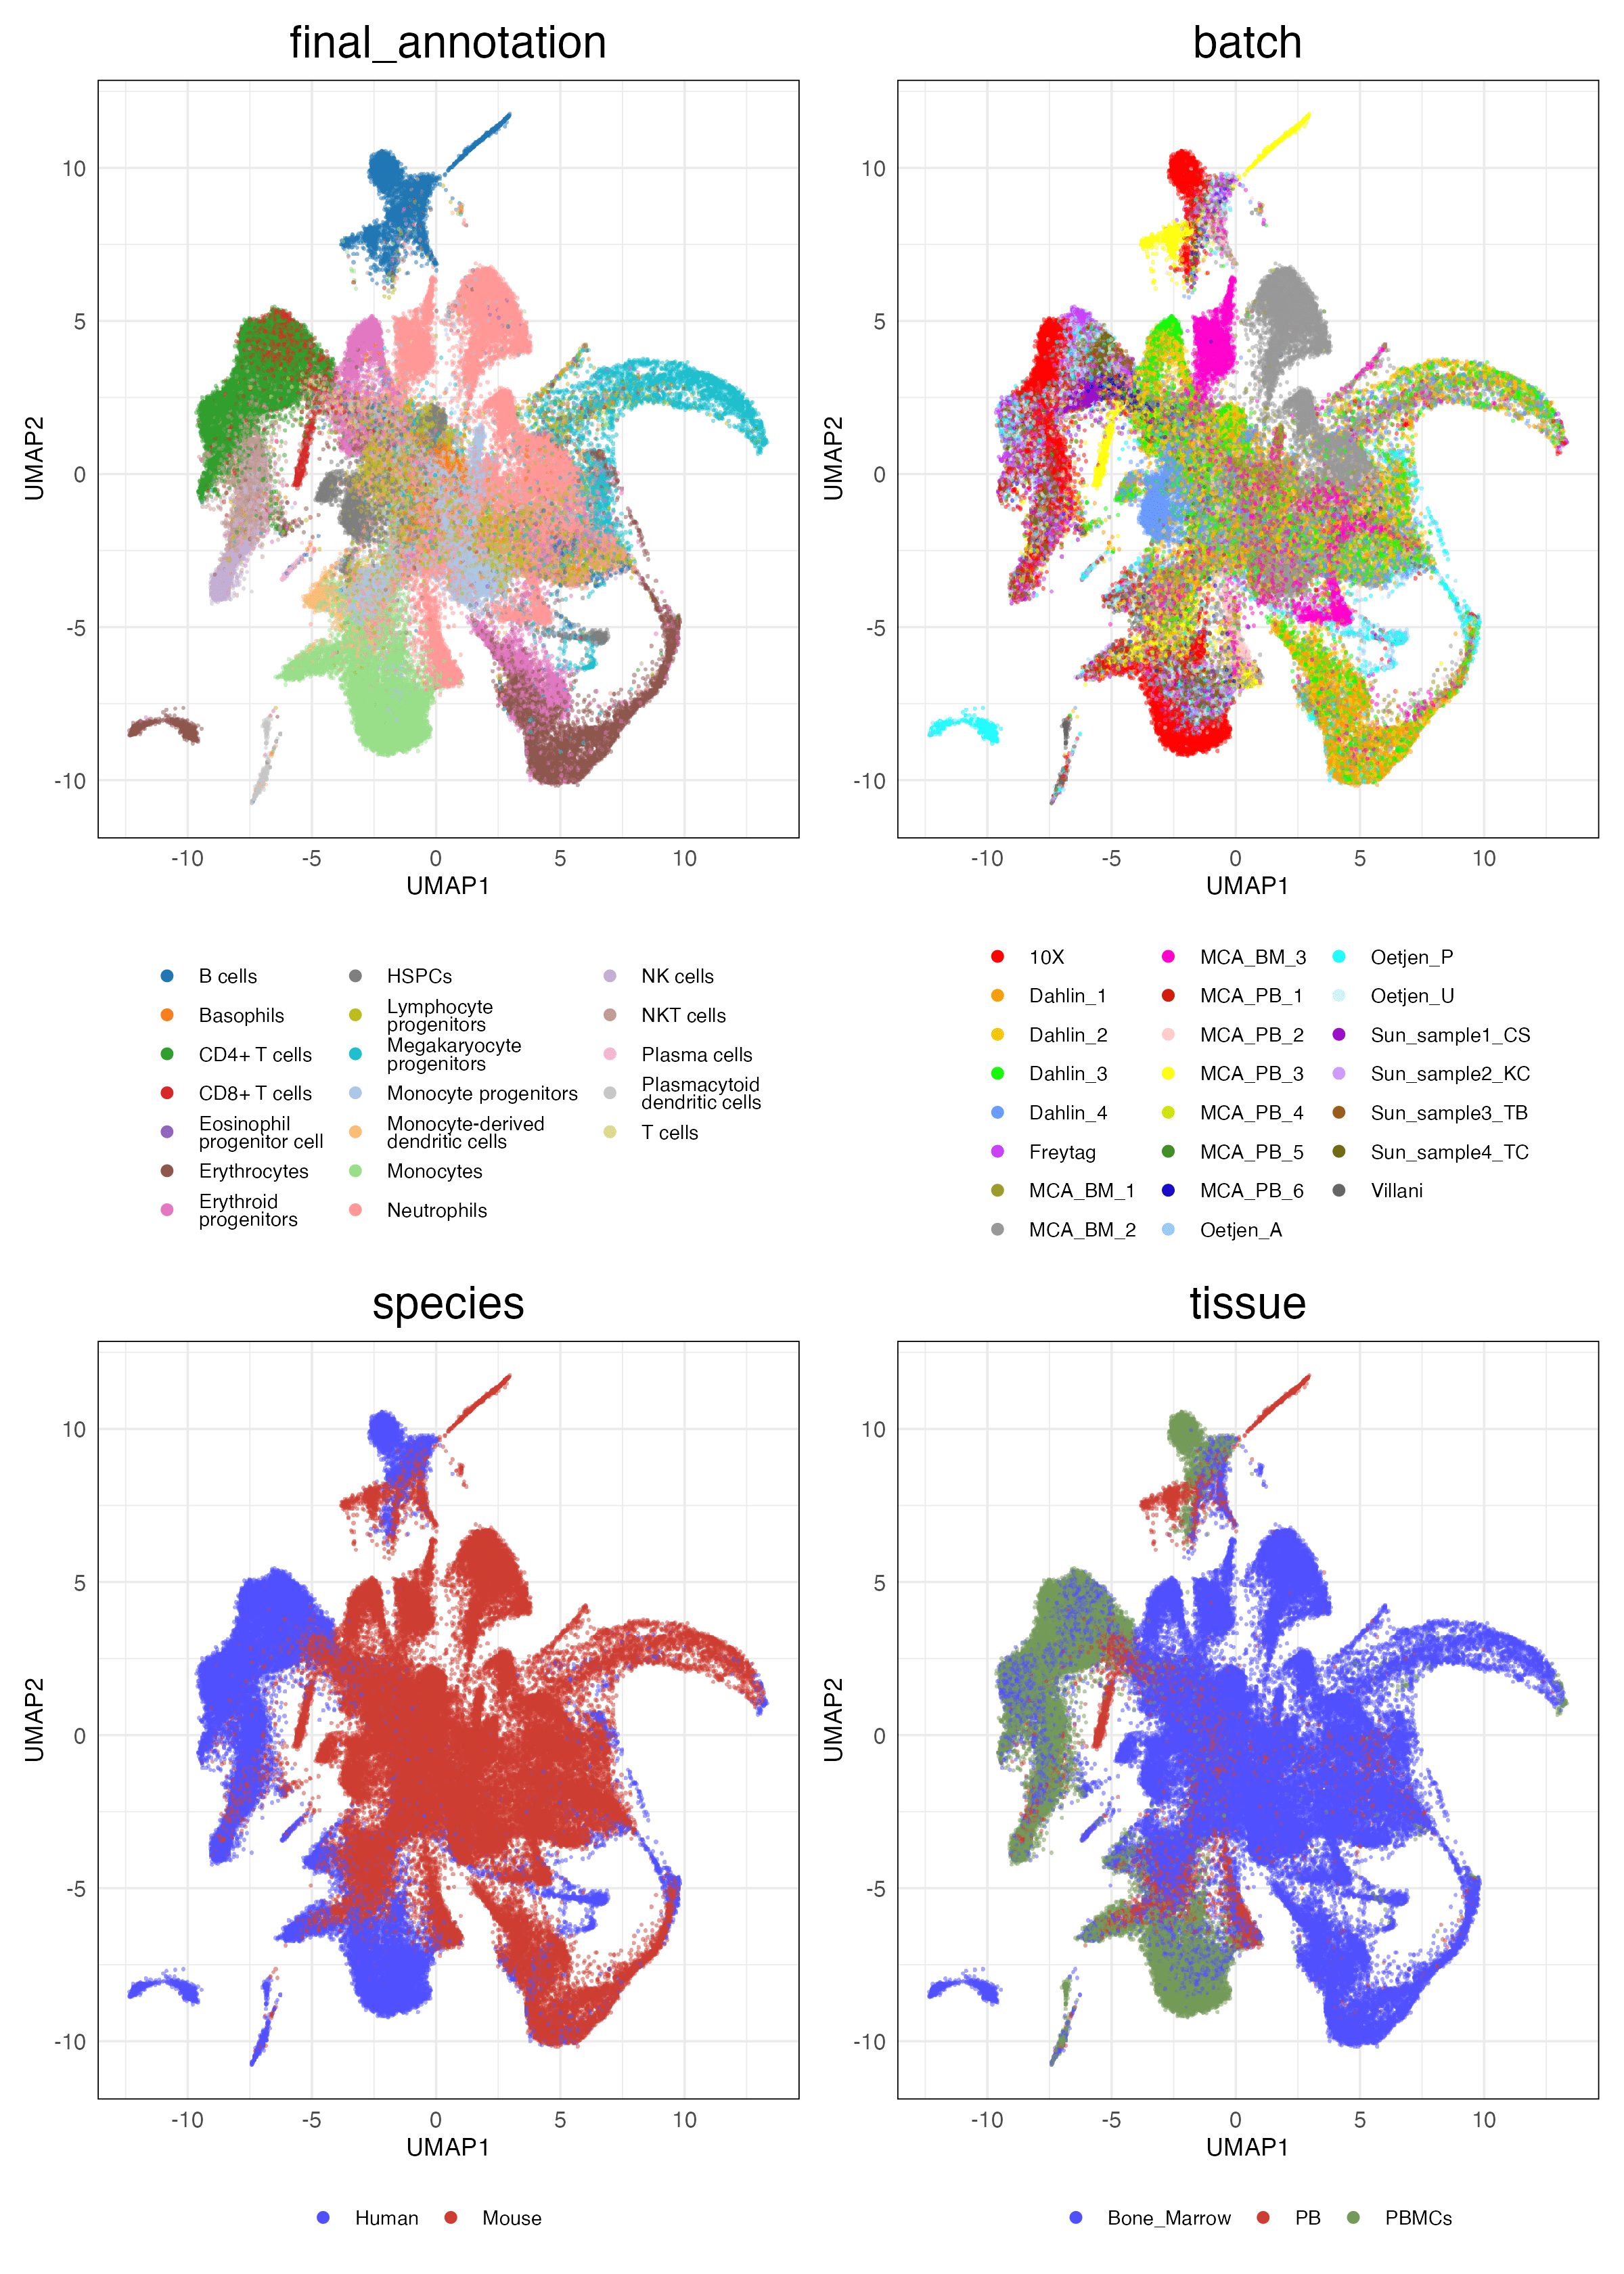 final_annotation
batch
10
5
0
-5
-10
UMAP2
-10 -5 0 5 10
UMAP1
10
5
0
-5
-10
UMAP2
-10 -5 0 5 10
UMAP1
B cells
Basophils
CD4+ T cells
CD8+ T cells
Eosinophil
progenitor cell
Erythrocytes
Erythroid
progenitors
HSPCs
Lymphocyte
progenitors
Megakaryocyte
progenitors
Monocyte progenitors
Monocyte-derived
dendritic cells
Monocytes
Neutrophils
NK cells
NKT cells
Plasma cells
Plasmacytoid
dendritic cells
T cells
10X
Dahlin_1
Dahlin_2
Dahlin_3
Dahlin_4
Freytag
MCA_BM_1
MCA_BM_2
MCA_BM_3
MCA_PB_1
MCA_PB_2
MCA_PB_3
MCA_PB_4
MCA_PB_5
MCA_PB_6
Oetjen_A
Oetjen_P
Oetjen_U
Sun_sample1_CS
Sun_sample2_KC
Sun_sample3_TB
Sun_sample4_TC
Villani
species
tissue
10
5
0
-5
-10
UMAP2
-10 -5 0 5 10
UMAP1
10
5
0
-5
-10
UMAP2
-10 -5 0 5 10
UMAP1
Human Mouse
Bone_Marrow PB PBMCs